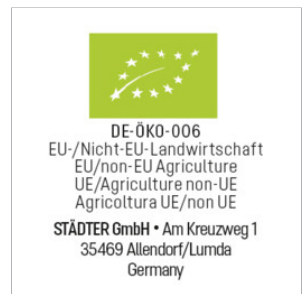 DE-ÖKO-006
EU-/Nicht-EU-Landwirtschaft
EU/non-EU Agriculture
UE/Agriculture non-UE
Agricoltura UE/non UE
STÄDTER GmbH • Am Kreuzweg 1
35469 Allendorf/Lumda
Germany